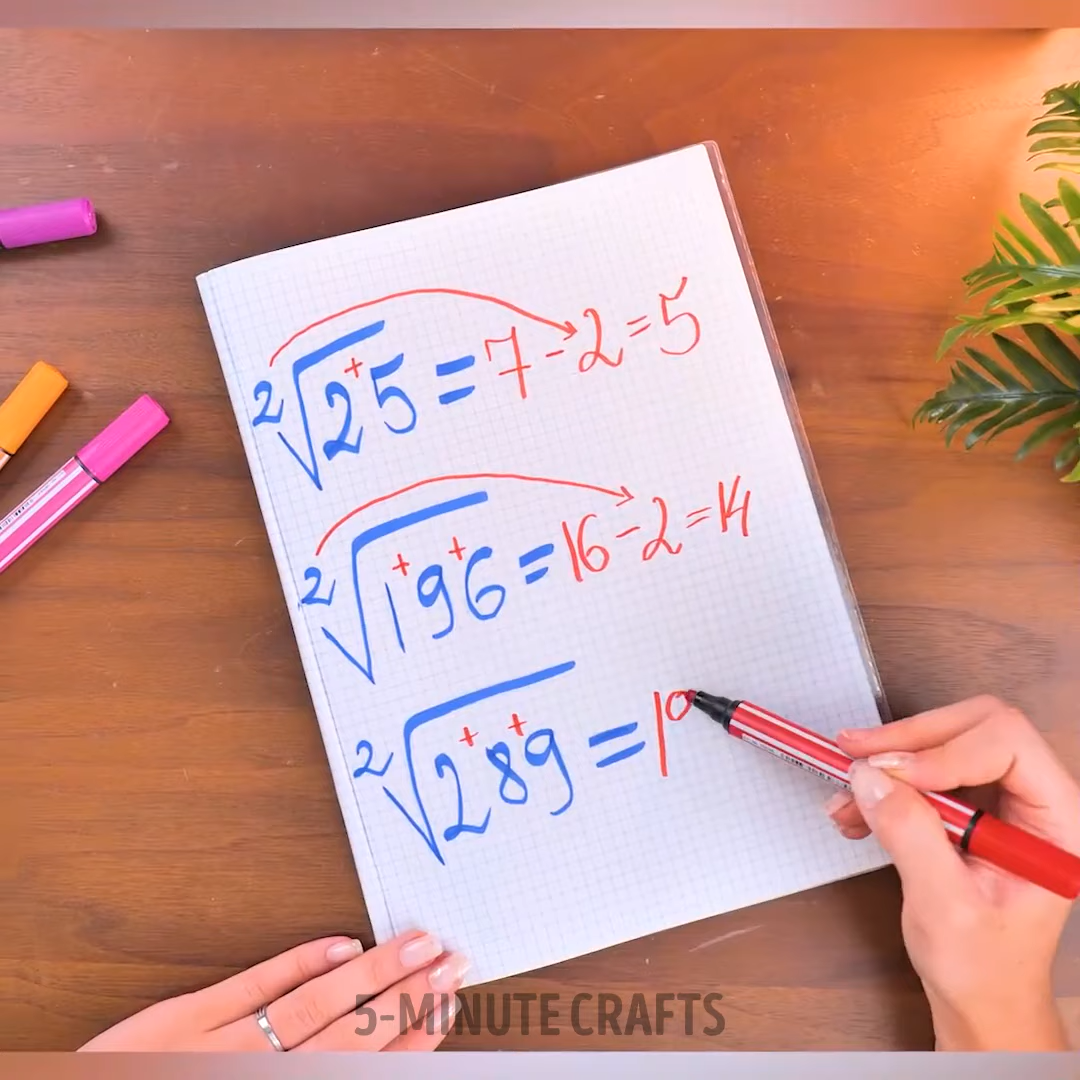 ²√2+5 = 7-2=5
²√1+9+6 = 16-2=14
²√2+8+9 = 19
5-MINUTE CRAFTS